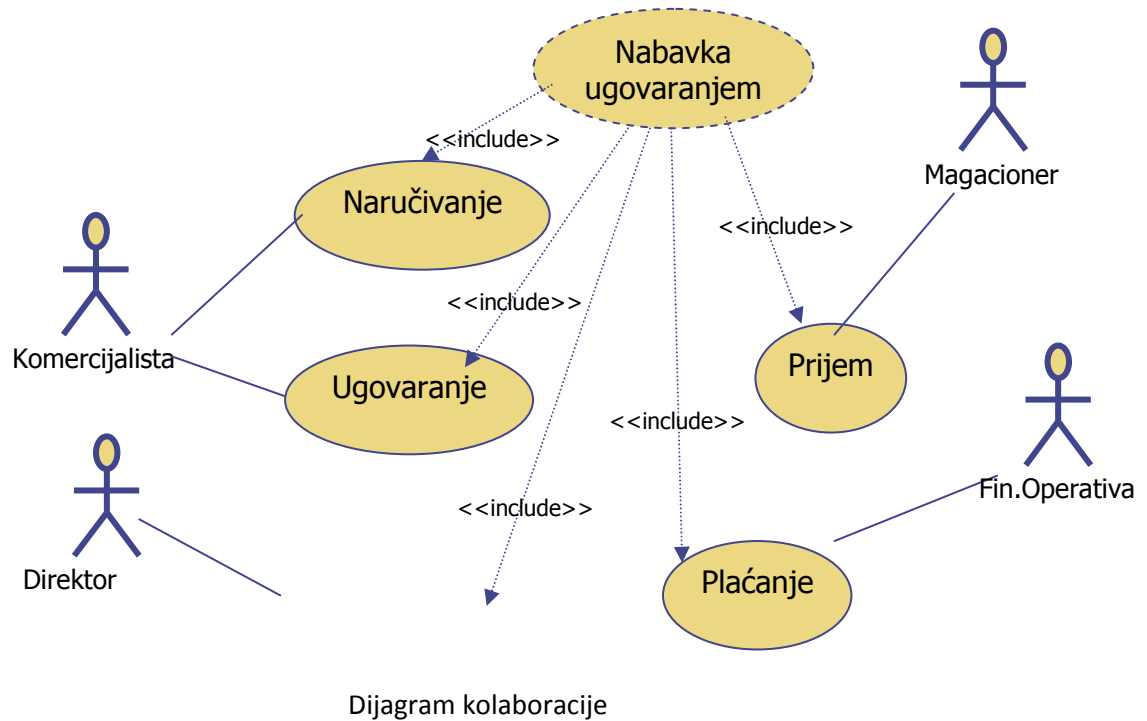 Nabavka
ugovaranjem
<<include>>
Naručivanje
Magacioner
<<include>>
<<include>>
Komercijalista
Ugovaranje
Prijem
<<include>>
Fin.Operativa
<<include>>
Direktor
Plaćanje
Dijagram kolaboracije